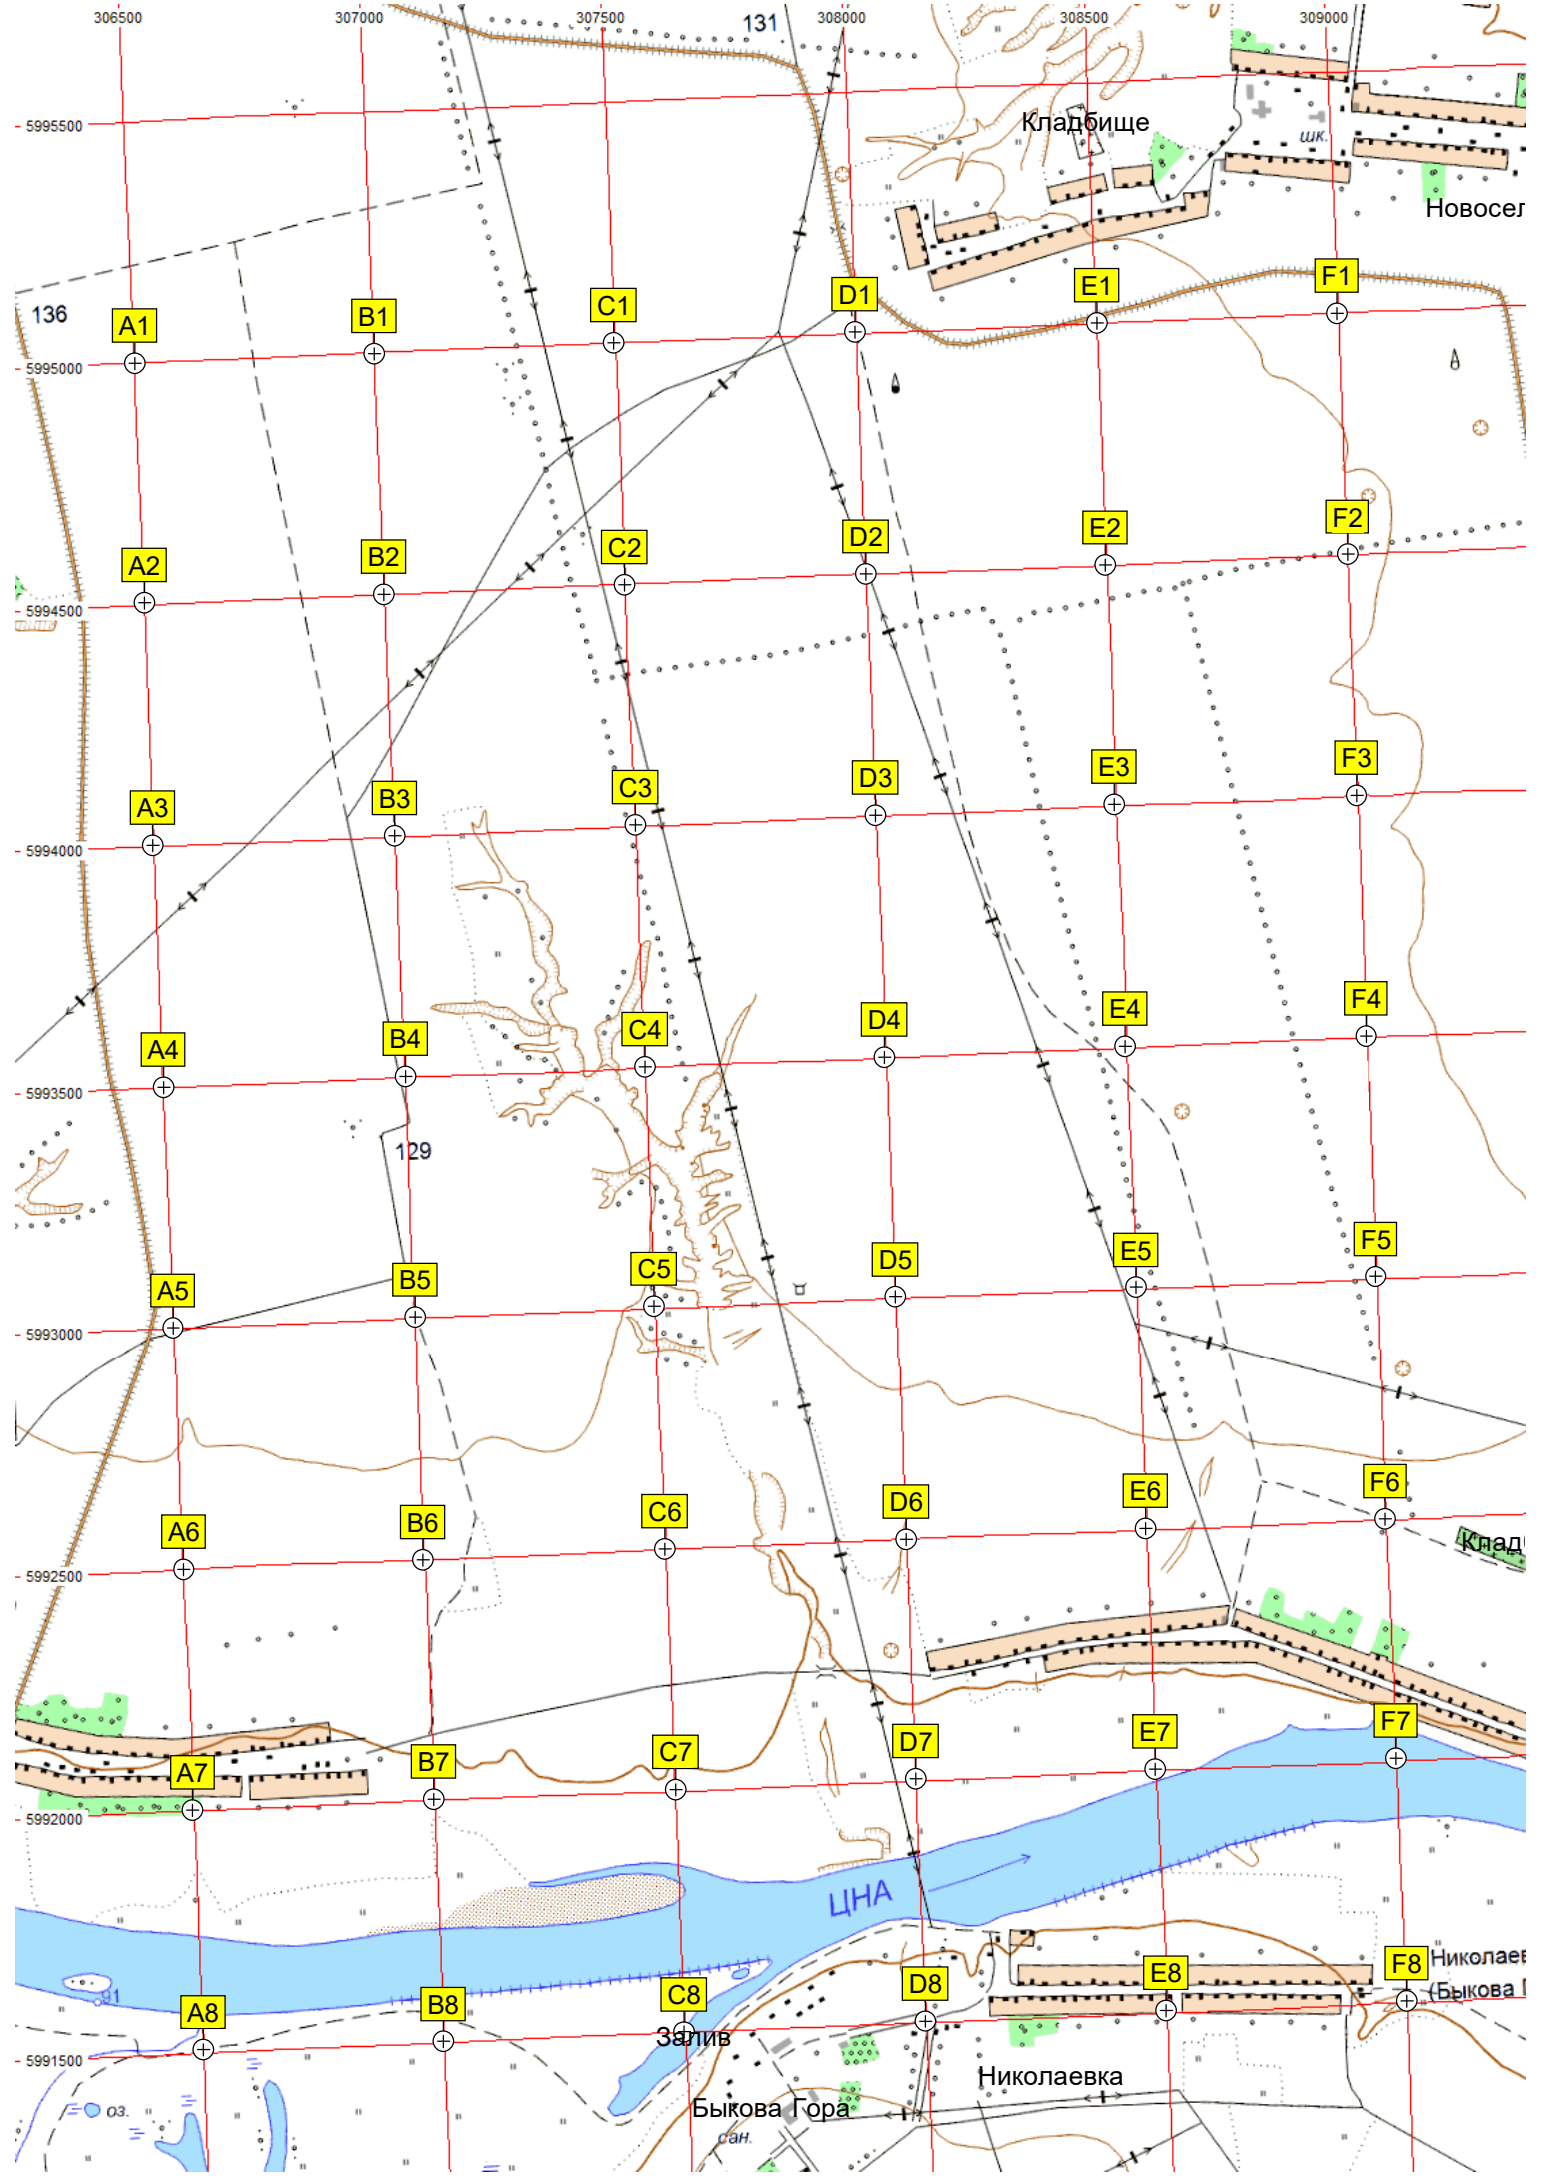 306500 307000 307500 308000 308500 309000
131
5995500
Кладбище
шк.
Новосел
136
A1 B1 C1 D1 E1 F1
5995000
A2 B2 C2 D2 E2 F2
5994500
A3 B3 C3 D3 E3 F3
5994000
A4 B4 C4 D4 E4 F4
5993500
129
A5 B5 C5 D5 E5 F5
5993000
A6 B6 C6 D6 E6 F6
5992500
Клад
A7 B7 C7 D7 E7 F7
5992000
ЦНА
Николаев
(Быкова Г
91
A8 B8 C8 D8 E8 F8
Залив
5991500
Николаевка
оз.
Быкова Гора
сан.